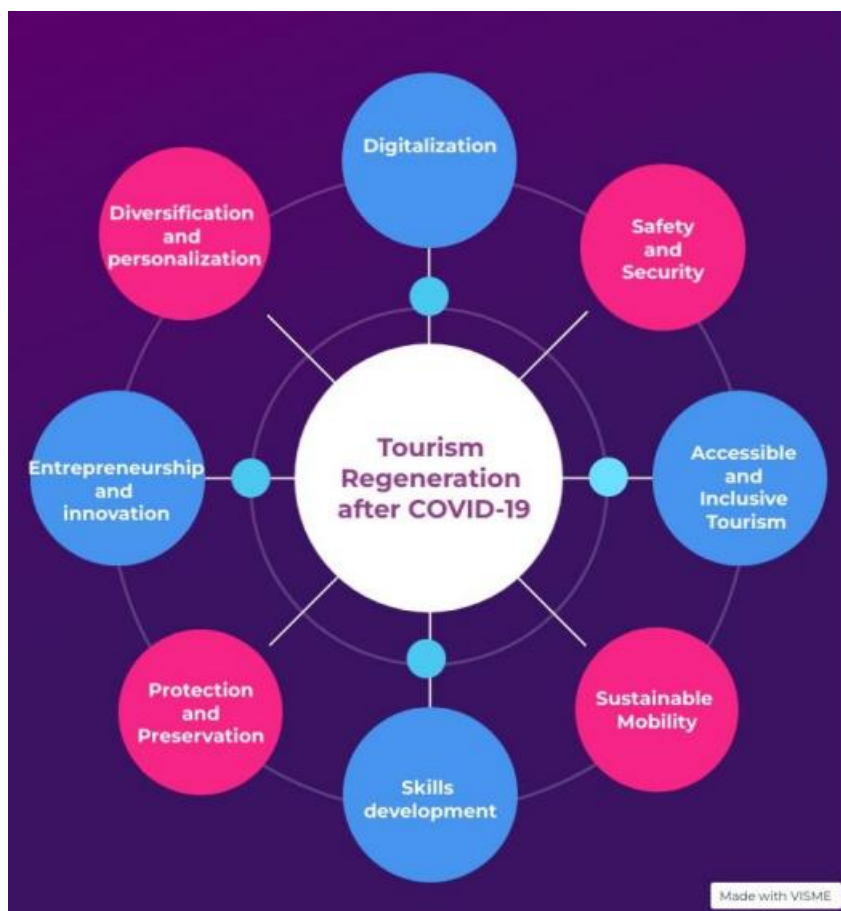 Digitalization
Safety
and
Security
Accessible
and
Inclusive
Tourism
Sustainable
Mobility
Skills
development
Protection
and
Preservation
Entrepreneurship
and
innovation
Diversification
and
personalization
Tourism
Regeneration
after COVID-19
Made with VISME